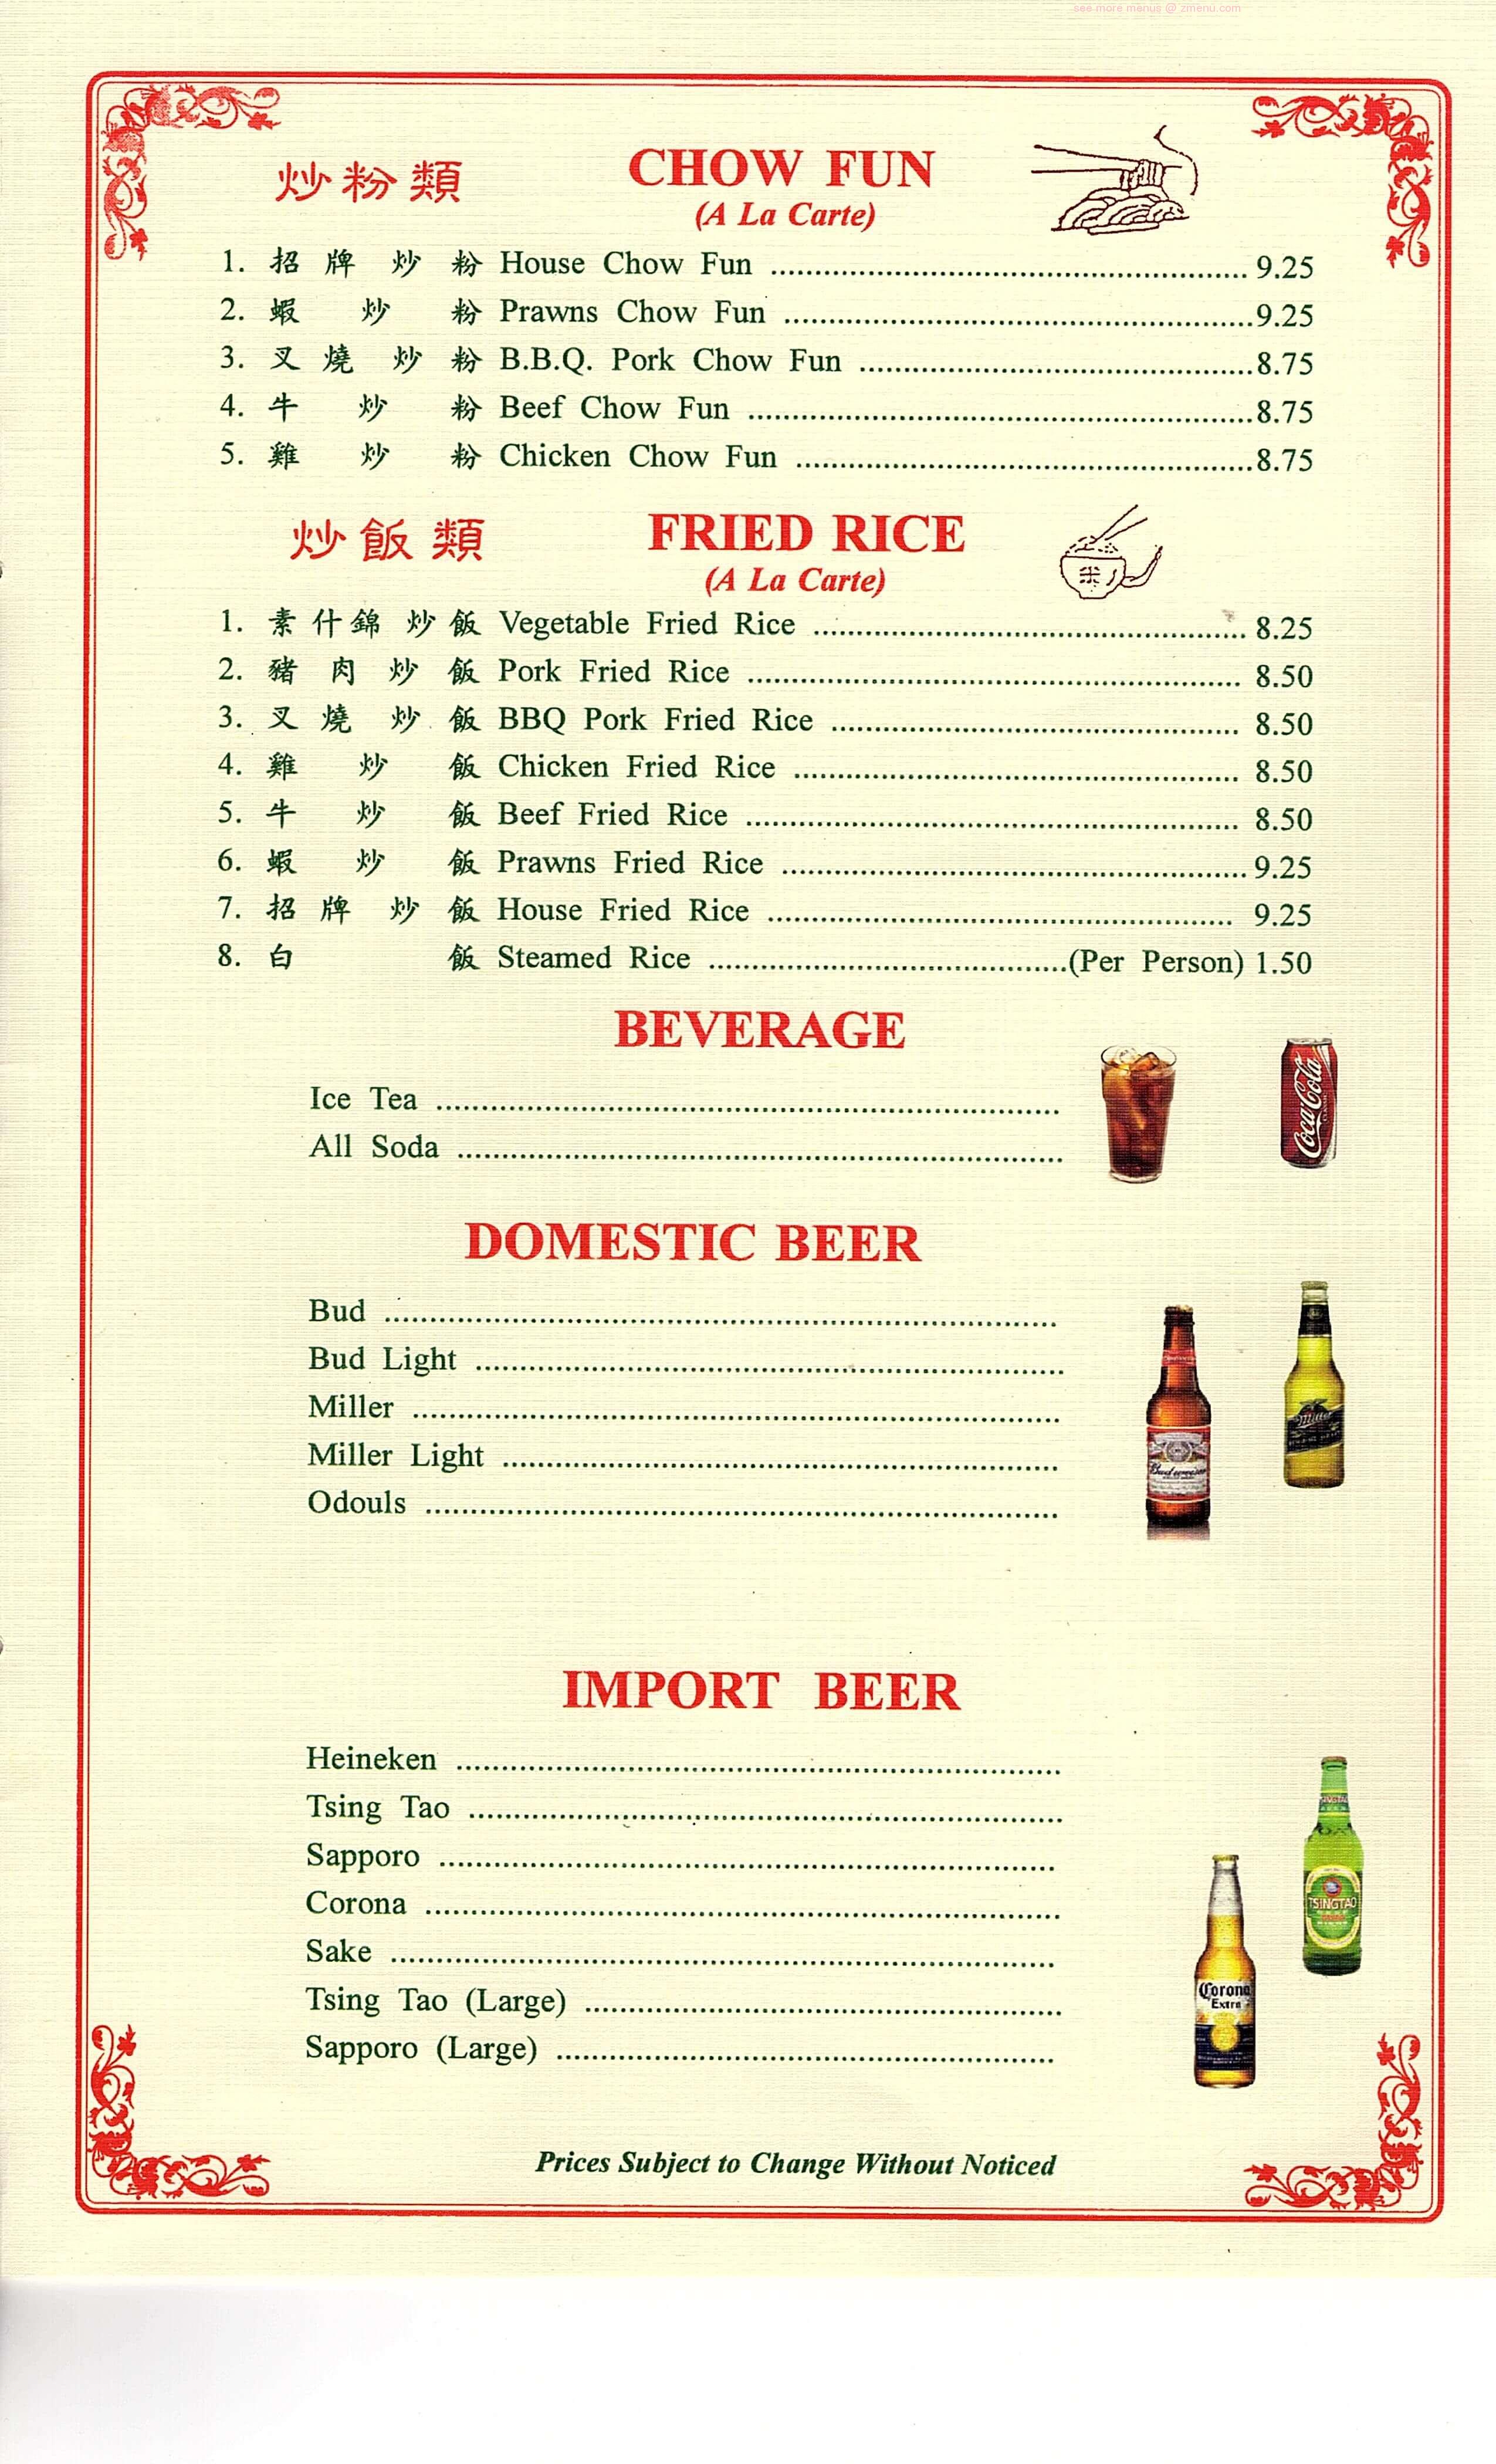 see more menus @ zmenu.com
炒粉類 CHOW FUN
(A La Carte)
1. 招牌炒粉 House Chow Fun ........ 9.25
2. 蝦炒粉 Prawns Chow Fun ........ 9.25
3. 叉燒炒粉 B.B.Q. Pork Chow Fun ........ 8.75
4. 牛炒粉 Beef Chow Fun ........ 8.75
5. 雞炒粉 Chicken Chow Fun ........ 8.75
炒飯類 FRIED RICE
(A La Carte)
1. 素什錦炒飯 Vegetable Fried Rice ........ 8.25
2. 豬肉炒飯 Pork Fried Rice ........ 8.50
3. 叉燒炒飯 BBQ Pork Fried Rice ........ 8.50
4. 雞炒飯 Chicken Fried Rice ........ 8.50
5. 牛炒飯 Beef Fried Rice ........ 8.50
6. 蝦炒飯 Prawns Fried Rice ........ 9.25
7. 招牌炒飯 House Fried Rice ........ 9.25
8. 白飯 Steamed Rice ........(Per Person) 1.50
BEVERAGE
Ice Tea ........
All Soda ........
Coca-Cola
DOMESTIC BEER
Bud ........
Bud Light ........
Miller ........
Miller Light ........
Odouls ........
Budweiser
Miller
IMPORT BEER
Heineken ........
Tsing Tao ........
Sapporo ........
Corona ........
Sake ........
Tsing Tao (Large) ........
Sapporo (Large) ........
TSINGTAO
Corona
Extra
Prices Subject to Change Without Noticed